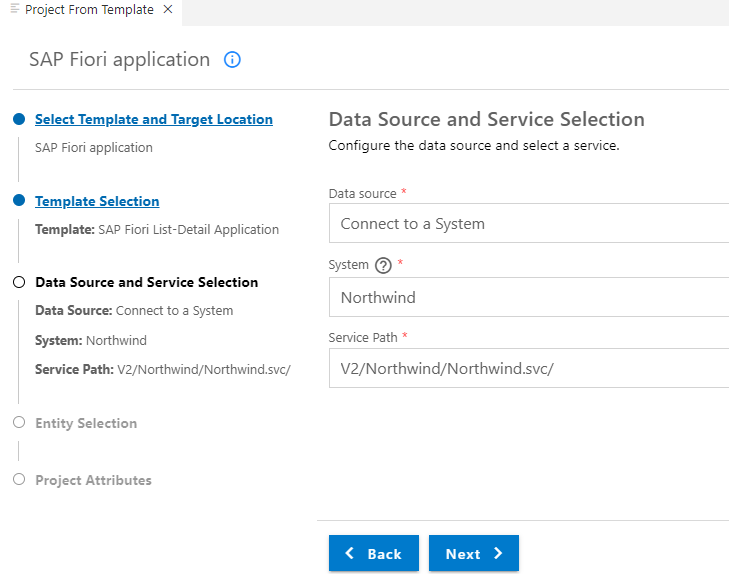 Project From Template
SAP Fiori application
Select Template and Target Location
SAP Fiori application
Template Selection
Template: SAP Fiori List-Detail Application
Data Source and Service Selection
Data Source: Connect to a System
System: Northwind
Service Path: V2/Northwind/Northwind.svc/
Entity Selection
Project Attributes
Data Source and Service Selection
Configure the data source and select a service.
Data source *
Connect to a System
System ? *
Northwind
Service Path *
V2/Northwind/Northwind.svc/
Back
Next